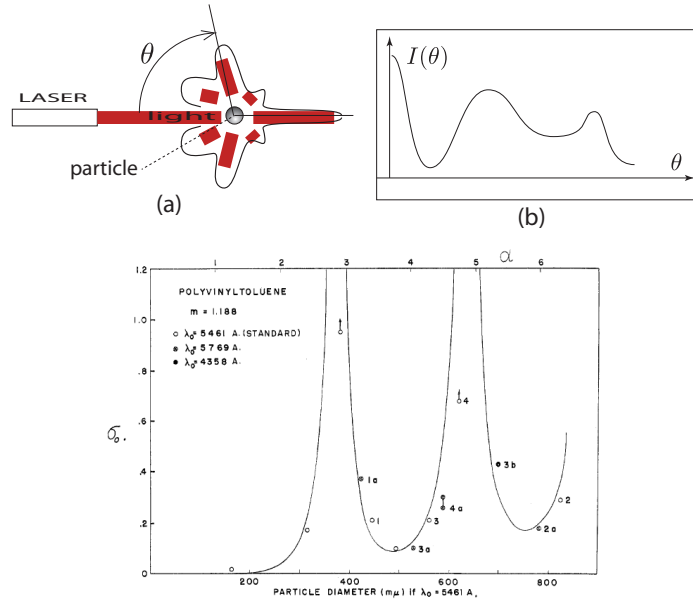 θ
LASER
light
particle
(a)
I(θ)
θ
(b)
1 2 3 4 5 α 6
1.2
1.0
.8
.6
.4
.2
0
σ₀.
POLYVINYLTOLUENE
m = 1.188
○ λ₀= 5461 A. (STANDARD)
⊗ λ₀= 5769 A.
● λ₀= 4358 A.
1a
1
3a
3
4a
4
3b
2a
2
200 400 600 800
PARTICLE DIAMETER (mμ) if λ₀ = 5461 A.